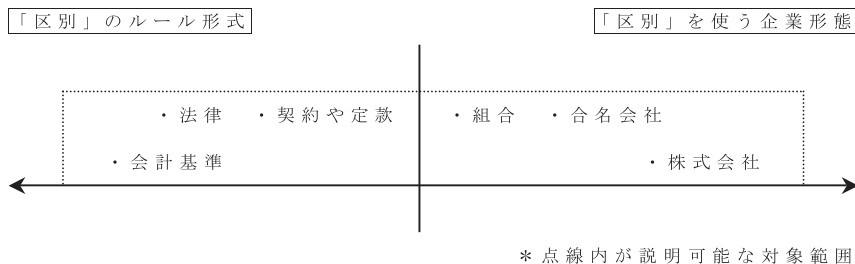 「区別」のルール形式 「区別」を使う企業形態
・法律 ・契約や定款 ・組合 ・合名会社
・会計基準 ・株式会社
＊点線内が説明可能な対象範囲